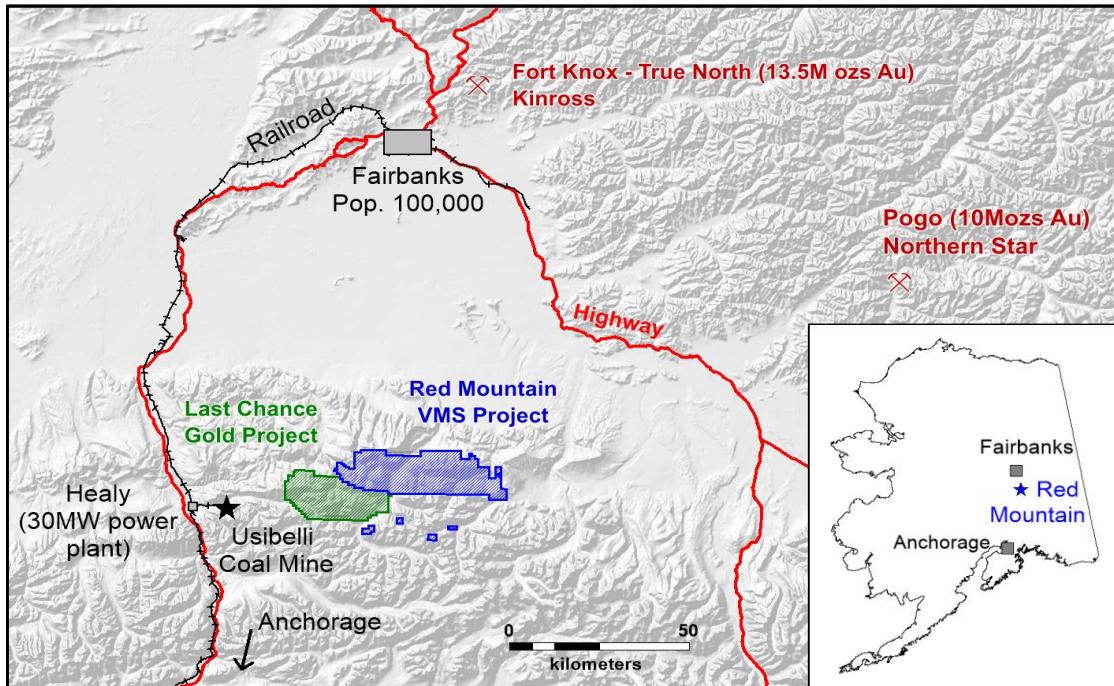 Fort Knox - True North (13.5M ozs Au)
Kinross
Railroad
Fairbanks
Pop. 100,000
Pogo (10Mozs Au)
Northern Star
Highway
Red Mountain
VMS Project
Last Chance
Gold Project
Healy
(30MW power
plant)
Usibelli
Coal Mine
Anchorage
0
50
kilometers
Fairbanks
Red
Mountain
Anchorage